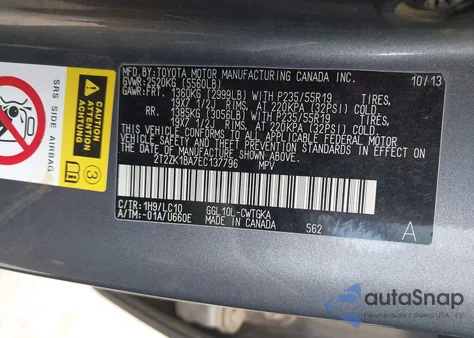 MFD.BY:TOYOTA MOTOR MANUFACTURING CANADA INC. 10/13
GVWR:2520KG (5560LB)
GAWR:FRT. 1360KG (2999LB) WITH P235/55R19 TIRES,
19X7 1/2J RIMS, AT 220KPA (32PSI) COLD.
RR. 1385KG (3056LB) WITH P235/55R19 TIRES,
19X7 1/2J RIMS, AT 220KPA (32PSI) COLD.
THIS VEHICLE CONFORMS TO ALL APPLICABLE FEDERAL MOTOR
VEHICLE SAFETY, BUMPER, AND THEFT PREVENTION STANDARDS IN
EFFECT ON THE DATE OF MANUFACTURE SHOWN ABOVE.
2T2ZK1BA7EC137796 MPV
C/TR:1H9/LC10 GGL10L-CWTGKA
A/TM:-01A/U660E MADE IN CANADA 562 A
SRS SIDE AIRBAG
autoSnap